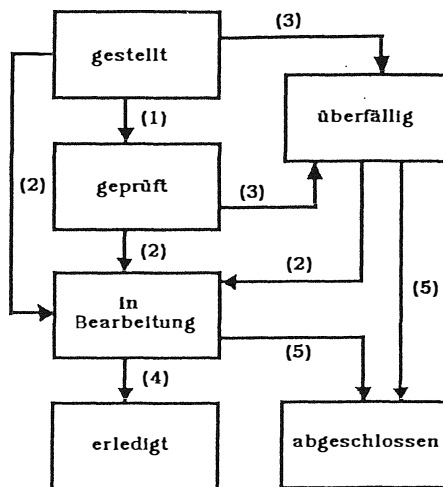 gestellt
(3)
(1)
überfällig
(2)
geprüft
(3)
(2)
(2)
in
Bearbeitung
(5)
(5)
(4)
erledigt
abgeschlossen